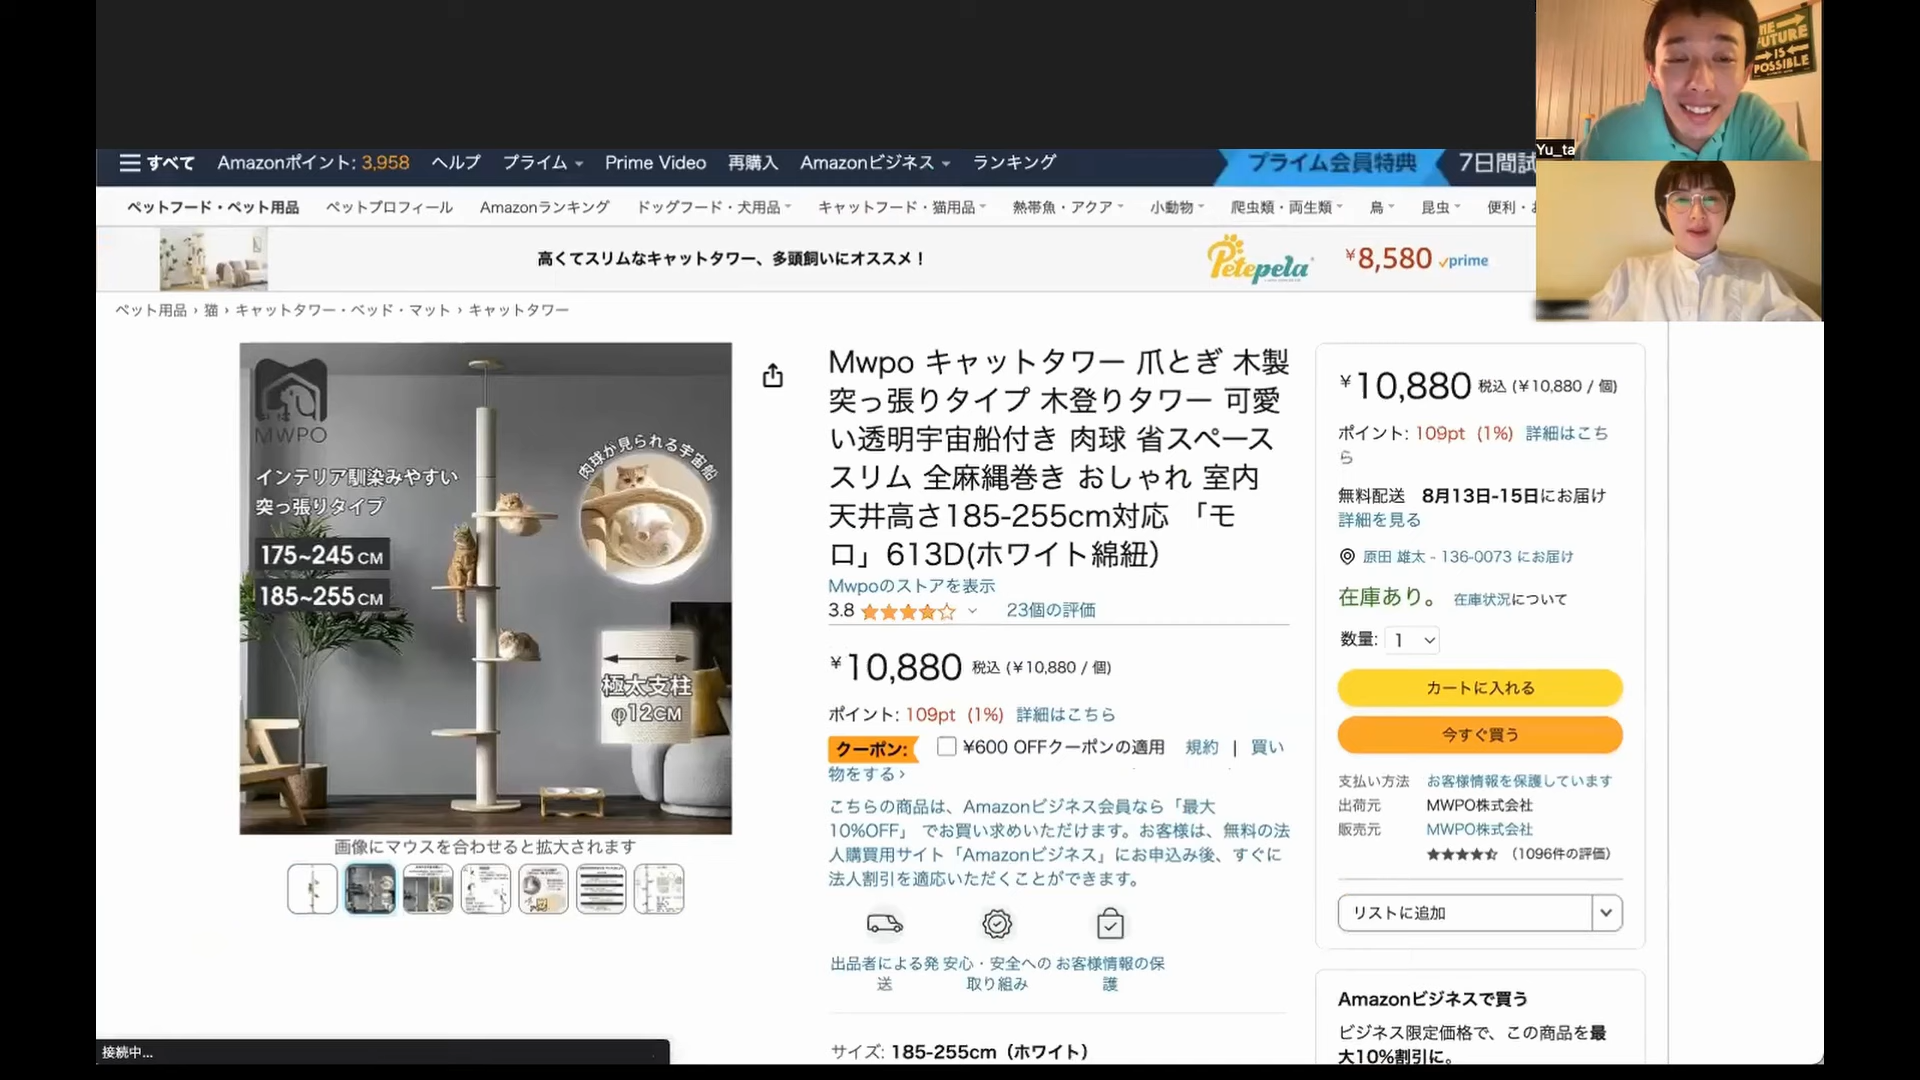 THE
FUTURE
IS
POSSIBLE
Yu_ta
すべて Amazonポイント: 3,958 ヘルプ プライム Prime Video 再購入 Amazonビジネス ランキング プライム会員特典 7日間試
ペットフード・ペット用品 ペットプロフィール Amazonランキング ドッグフード・犬用品 キャットフード・猫用品 熱帯魚・アクア 小動物 爬虫類・両生類 鳥 昆虫 便利・お
高くてスリムなキャットタワー、多頭飼いにオススメ！ Petepela ¥8,580 prime
ペット用品 › 猫 › キャットタワー・ベッド・マット › キャットタワー
MWPO
インテリア馴染みやすい
突っ張りタイプ
175~245 CM
185~255 CM
肉球が見られる宇宙船
極太支柱
φ12CM
画像にマウスを合わせると拡大されます
Mwpo キャットタワー 爪とぎ 木製
突っ張りタイプ 木登りタワー 可愛
い透明宇宙船付き 肉球 省スペース
スリム 全麻縄巻き おしゃれ 室内
天井高さ185-255cm対応 「モ
ロ」613D(ホワイト綿紐）
Mwpoのストアを表示
3.8 23個の評価
¥10,880 税込 (¥10,880 / 個)
ポイント: 109pt (1%) 詳細はこちら
クーポン: ¥600 OFFクーポンの適用 規約 | 買い
物をする ›
こちらの商品は、Amazonビジネス会員なら「最大
10%OFF」 でお買い求めいただけます。お客様は、無料の法
人購買用サイト「Amazonビジネス」にお申込み後、すぐに
法人割引を適応いただくことができます。
出品者による発
送
安心・安全への
取り組み
お客様情報の保
護
サイズ: 185-255cm（ホワイト）
¥10,880 税込 (¥10,880 / 個)
ポイント: 109pt (1%) 詳細はこち
ら
無料配送 8月13日-15日にお届け
詳細を見る
原田 雄太 - 136-0073 にお届け
在庫あり。 在庫状況について
数量: 1
カートに入れる
今すぐ買う
支払い方法 お客様情報を保護しています
出荷元 MWPO株式会社
販売元 MWPO株式会社
(1096件の評価)
リストに追加
Amazonビジネスで買う
ビジネス限定価格で、この商品を最
大10%割引に。
接続中...